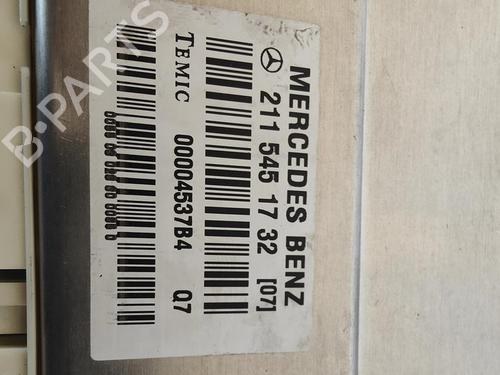 MERCEDES BENZ
211 545 17 32 [07]
TEMIC 00004537B4 Q7
B-PARTS